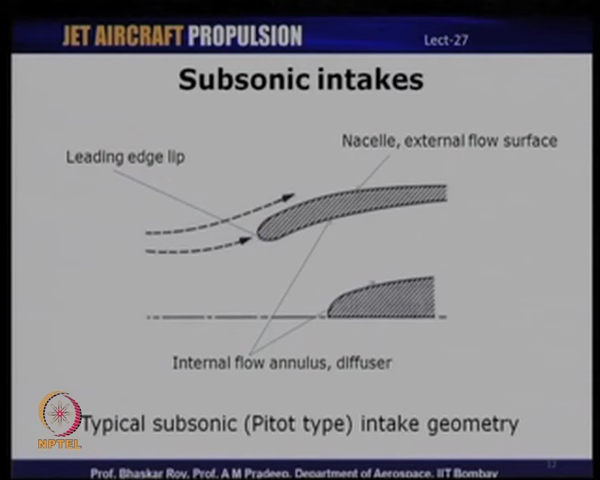 JET AIRCRAFT PROPULSION
Lect-27
Subsonic intakes
Nacelle, external flow surface
Leading edge lip
Internal flow annulus, diffuser
Typical subsonic (Pitot type) intake geometry
NPTEL
Prof. Bhaskar Roy, Prof. A M Pradeep, Department of Aerospace, IIT Bombay